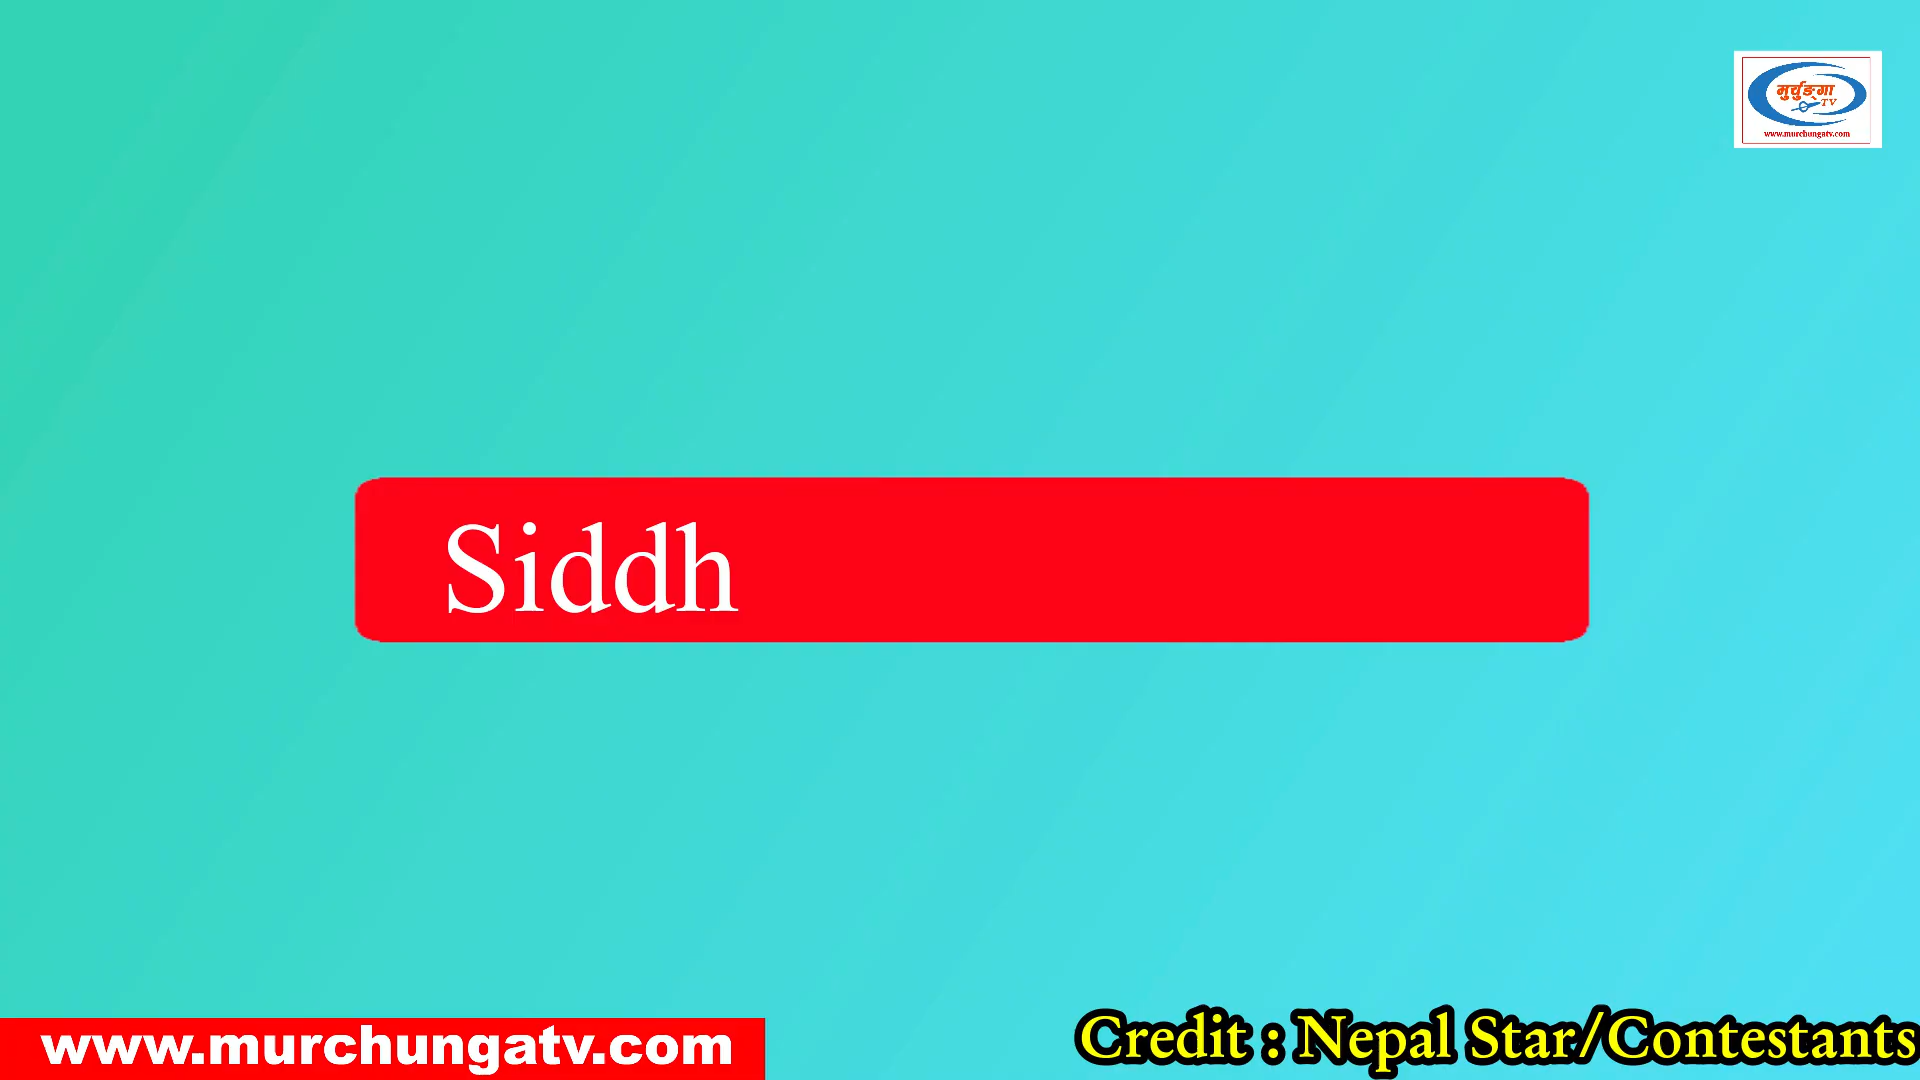 मुर्चुङ्गा
TV
www.murchungatv.com
Siddh
www.murchungatv.com
Credit : Nepal Star/Contestants